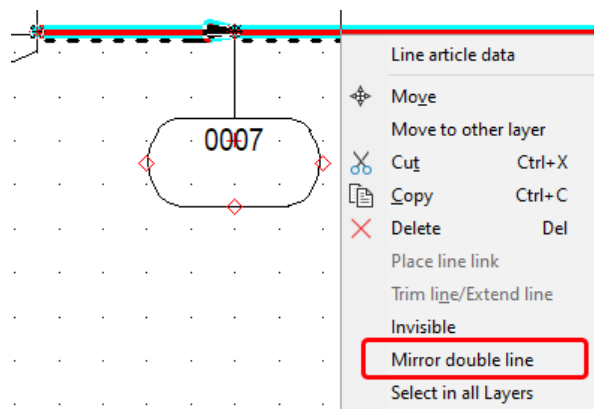 0007
Line article data
Move
Move to other layer
Cut Ctrl+X
Copy Ctrl+C
Delete Del
Place line link
Trim line/Extend line
Invisible
Mirror double line
Select in all Layers